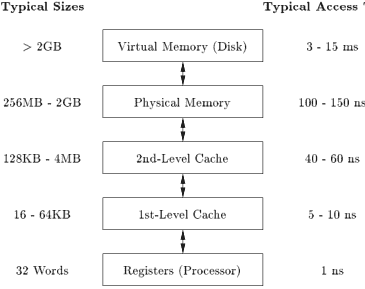 Typical Sizes Typical Access
> 2GB Virtual Memory (Disk) 3 - 15 ms
256MB - 2GB Physical Memory 100 - 150 ns
128KB - 4MB 2nd-Level Cache 40 - 60 ns
16 - 64KB 1st-Level Cache 5 - 10 ns
32 Words Registers (Processor) 1 ns